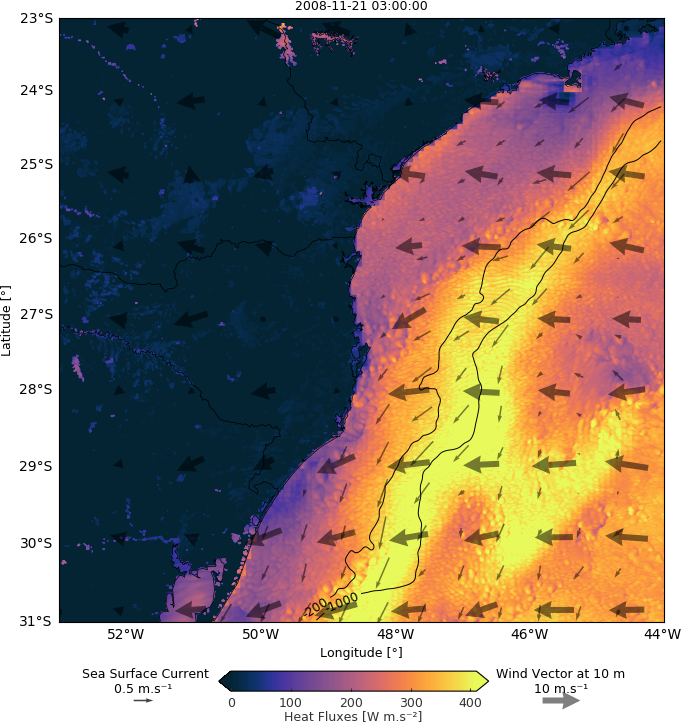 2008-11-21 03:00:00
23°S
24°S
25°S
26°S
27°S
28°S
29°S
30°S
31°S
Latitude [°]
-200
-1000
52°W 50°W 48°W 46°W 44°W
Longitude [°]
Sea Surface Current
0.5 m.s⁻¹
Wind Vector at 10 m
10 m.s⁻¹
0 100 200 300 400
Heat Fluxes [W m.s⁻²]